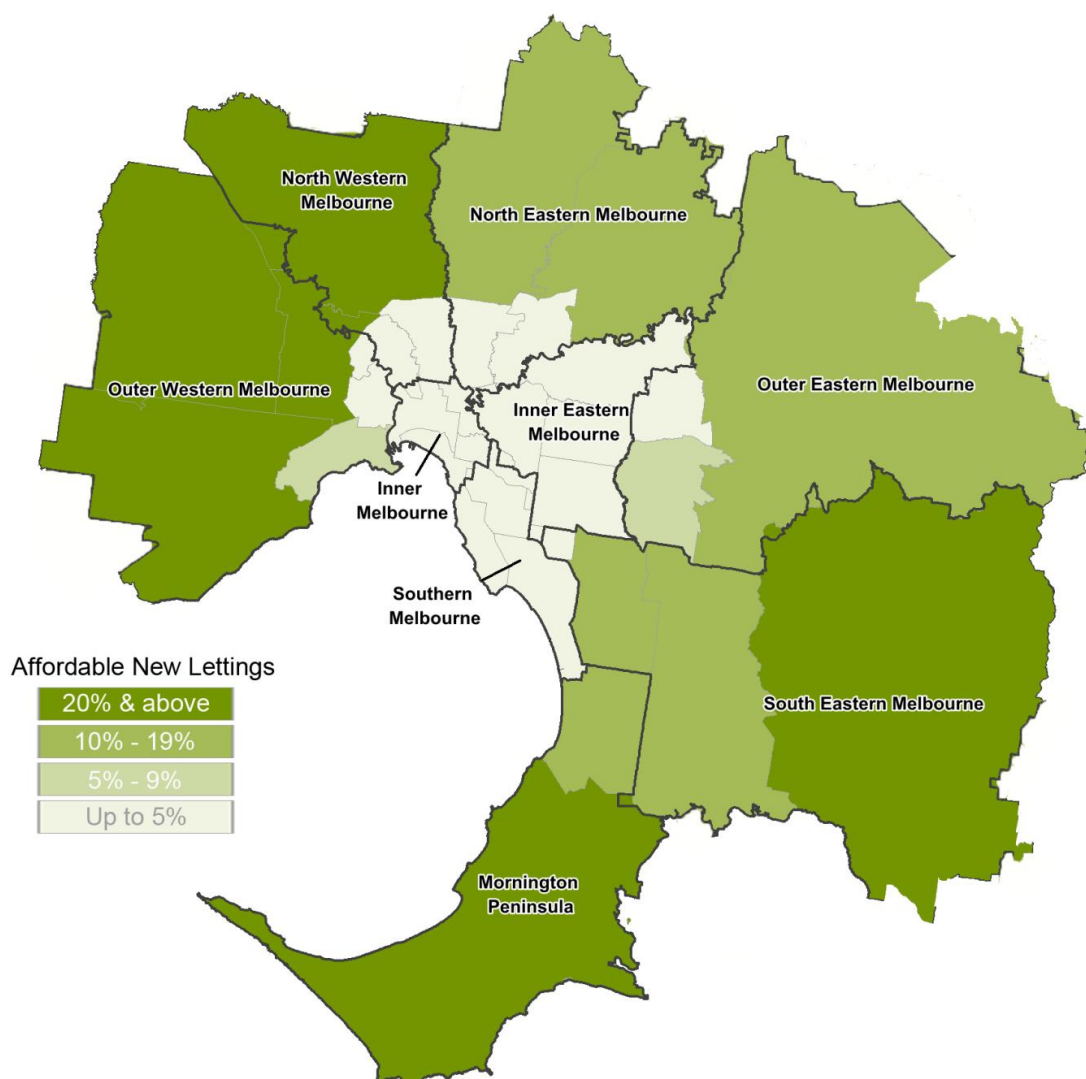 North Western
Melbourne
North Eastern Melbourne
Outer Western Melbourne
Outer Eastern Melbourne
Inner Eastern
Melbourne
Inner
Melbourne
Southern
Melbourne
Affordable New Lettings
20% & above
10% - 19%
5% - 9%
Up to 5%
South Eastern Melbourne
Mornington
Peninsula